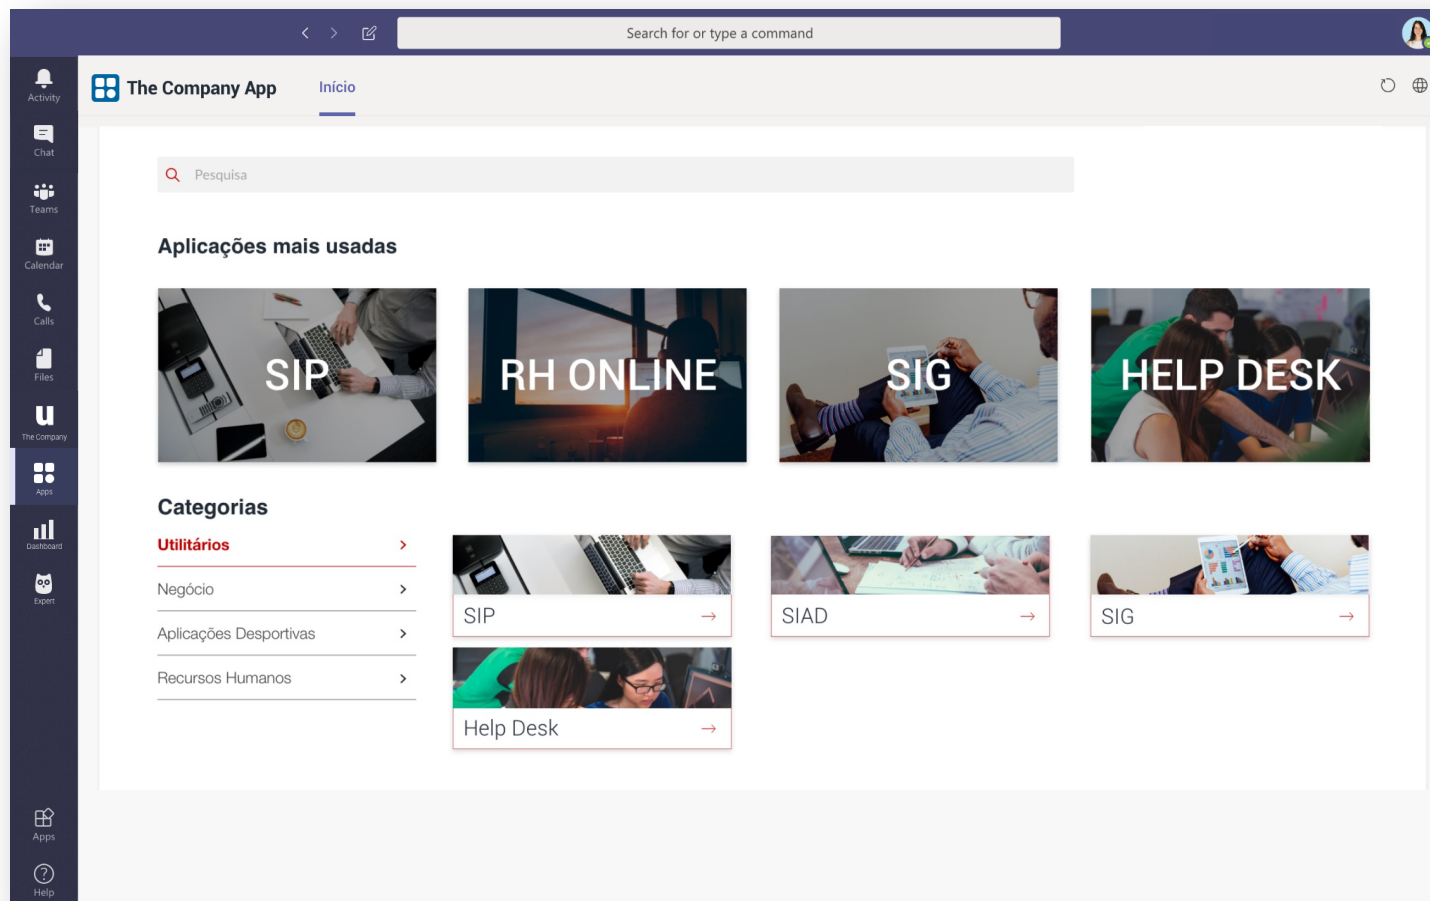 Search for or type a command
Activity
Chat
Teams
Calendar
Calls
Files
The Company
Apps
Dashboard
Expert
Apps
Help
The Company App
Início
Pesquisa
Aplicações mais usadas
SIP
RH ONLINE
SIG
HELP DESK
Categorias
Utilitários
Negócio
Aplicações Desportivas
Recursos Humanos
SIP
SIAD
SIG
Help Desk